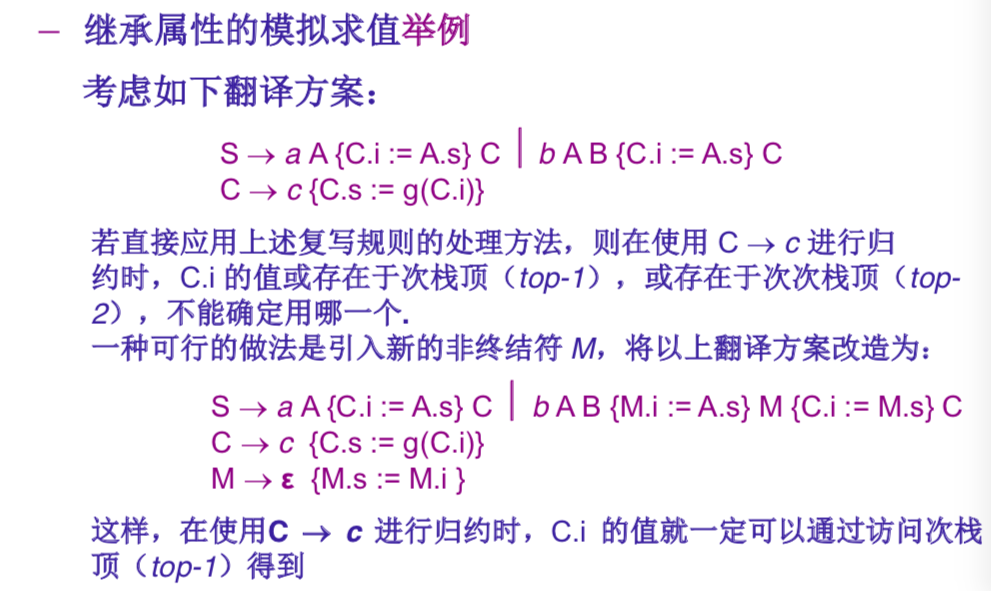 – 继承属性的模拟求值举例
考虑如下翻译方案：
S → a A {C.i := A.s} C | b A B {C.i := A.s} C
C → c {C.s := g(C.i)}
若直接应用上述复写规则的处理方法，则在使用 C → c 进行归
约时，C.i 的值或存在于次栈顶（top-1），或存在于次次栈顶（top-
2），不能确定用哪一个.
一种可行的做法是引入新的非终结符 M，将以上翻译方案改造为：
S → a A {C.i := A.s} C | b A B {M.i := A.s} M {C.i := M.s} C
C → c {C.s := g(C.i)}
M → ε {M.s := M.i }
这样，在使用C → c 进行归约时，C.i 的值就一定可以通过访问次栈
顶（top-1）得到